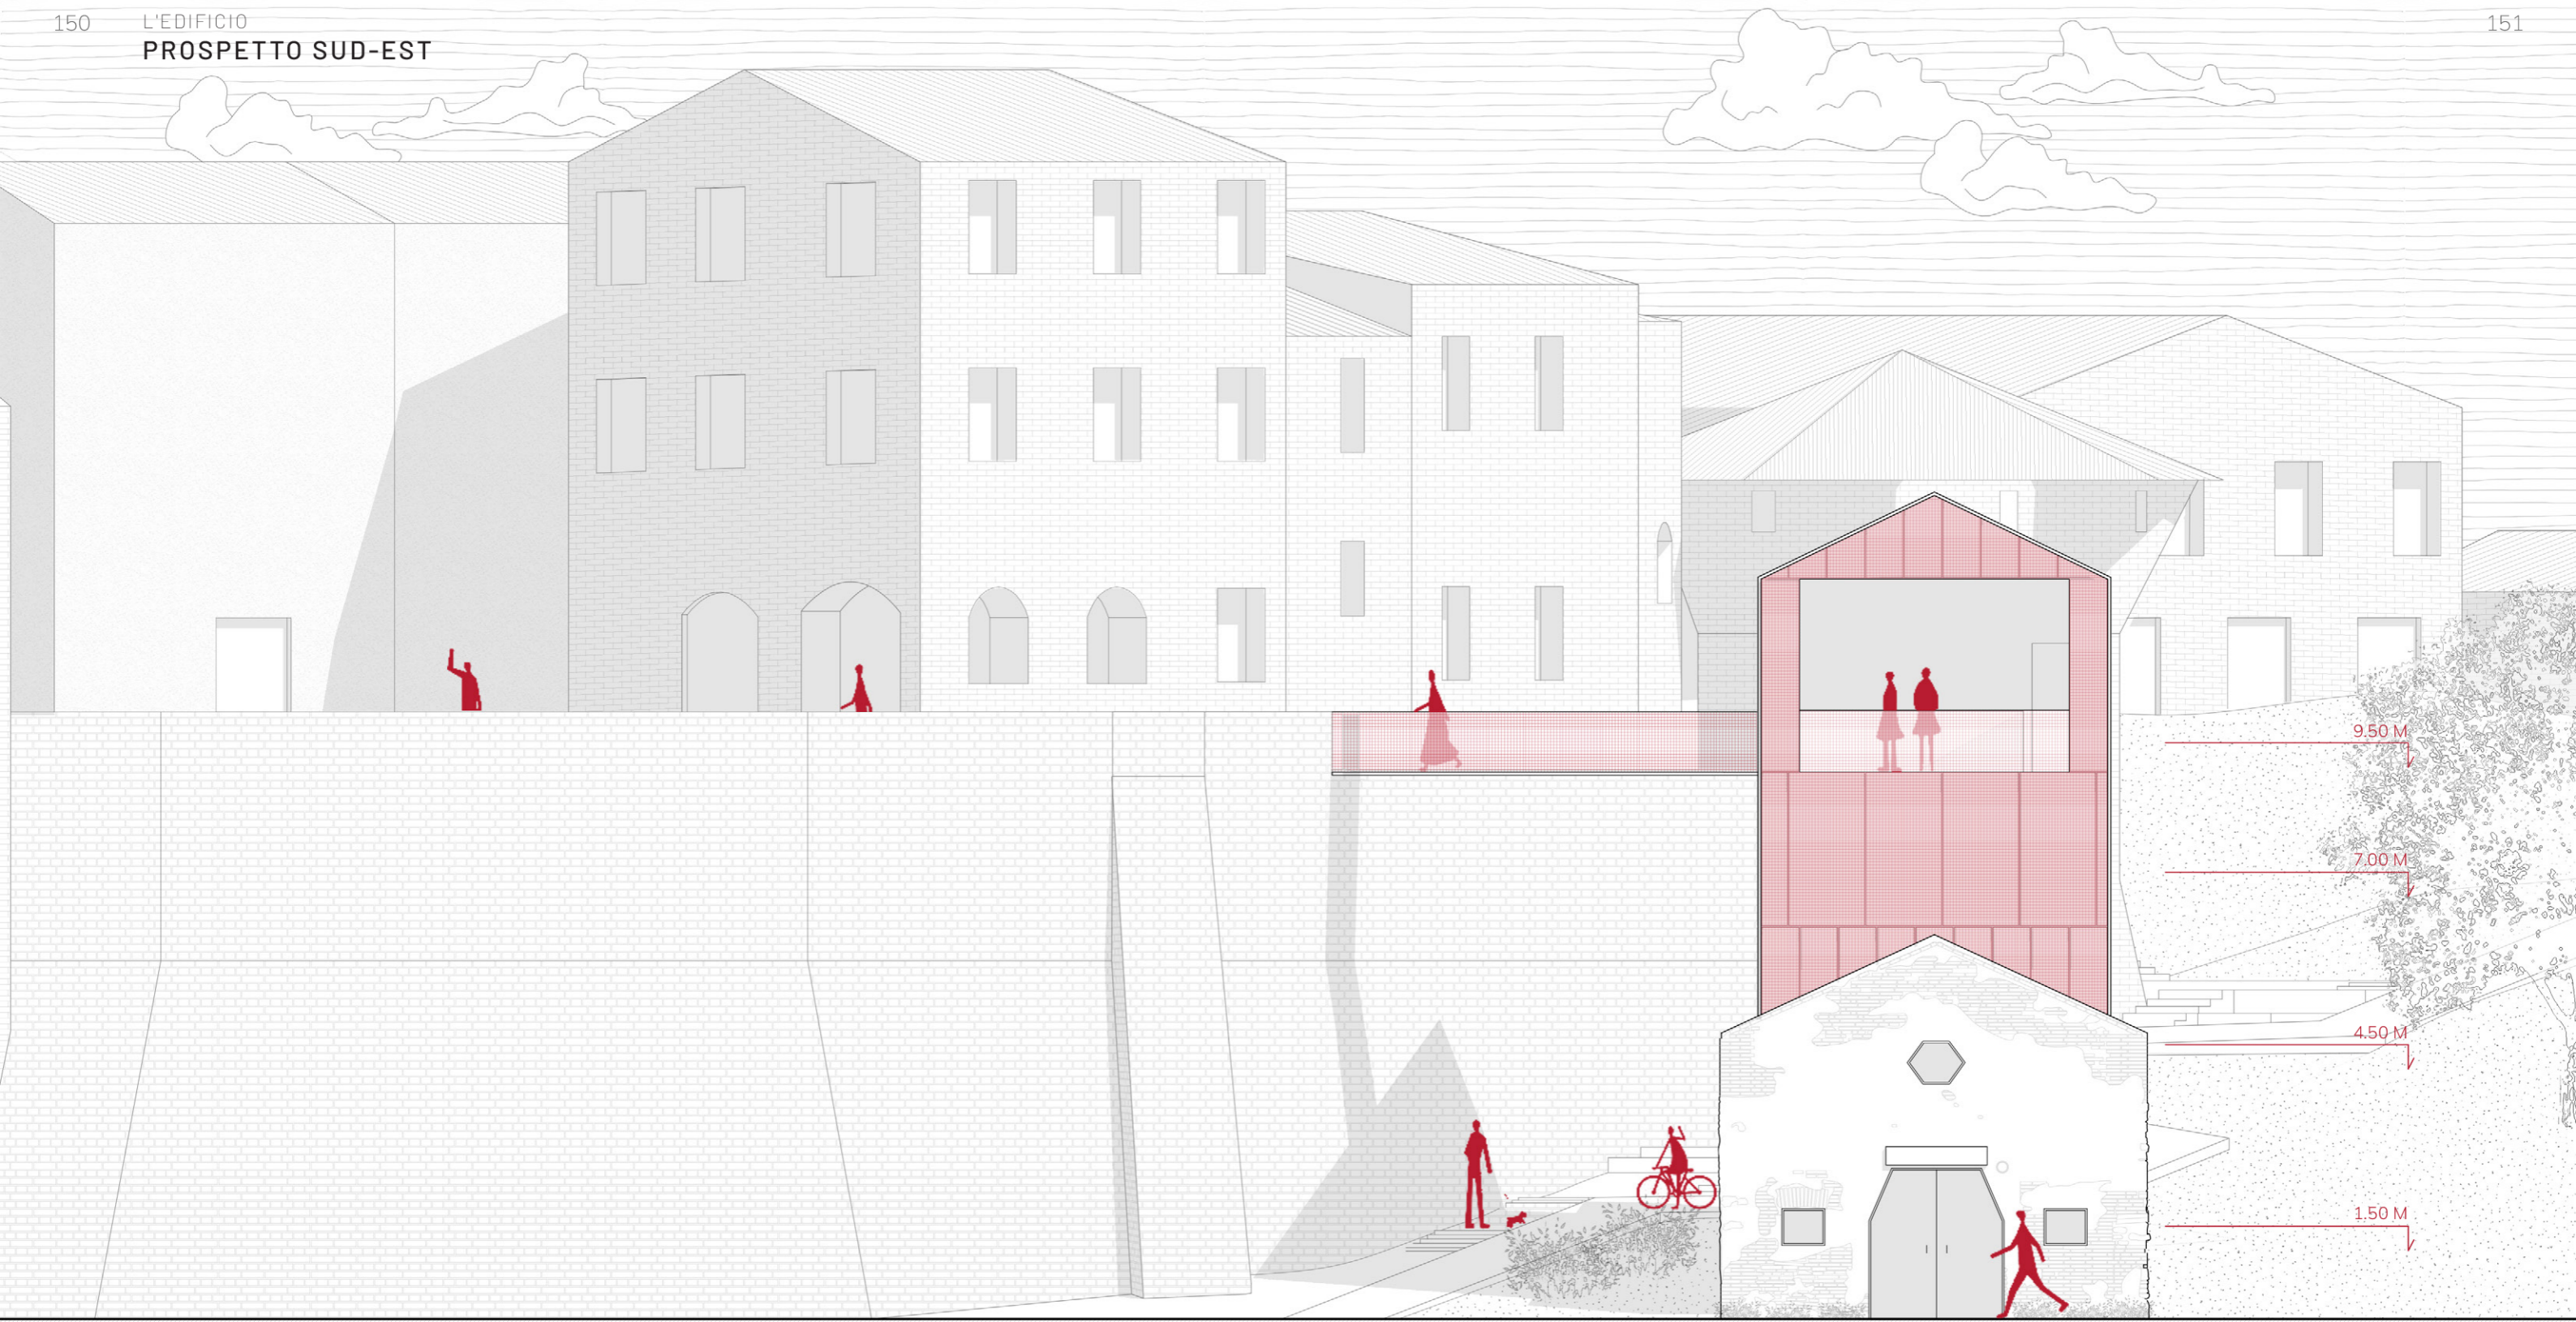 150
L'EDIFICIO
PROSPETTO SUD-EST
151
9.50 M
7.00 M
4.50 M
1.50 M